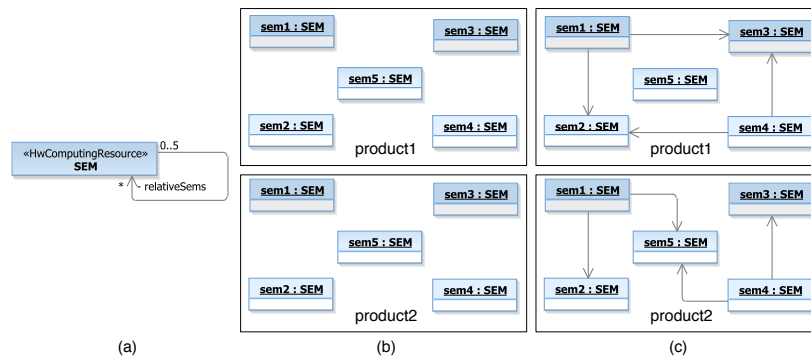 «HwComputingResource»
SEM
0..5
*
- relativeSems
(a)
sem1 : SEM
sem3 : SEM
sem5 : SEM
sem2 : SEM
sem4 : SEM
product1
sem1 : SEM
sem3 : SEM
sem5 : SEM
sem2 : SEM
sem4 : SEM
product2
(b)
sem1 : SEM
sem3 : SEM
sem5 : SEM
sem2 : SEM
sem4 : SEM
product1
sem1 : SEM
sem3 : SEM
sem5 : SEM
sem2 : SEM
sem4 : SEM
product2
(c)